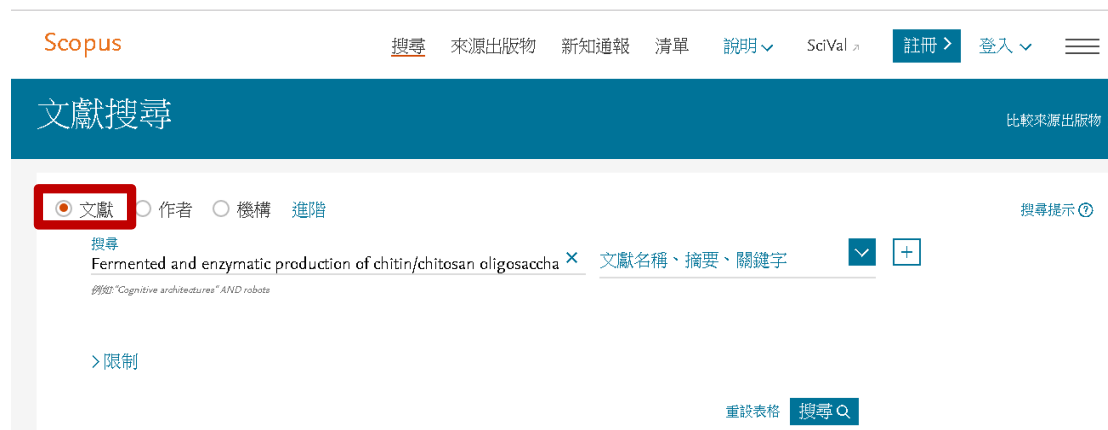 Scopus 搜尋 來源出版物 新知通報 清單 說明 SciVal 註冊 登入
文獻搜尋
比較來源出版物
文獻 作者 機構 進階 搜尋提示
搜尋
Fermented and enzymatic production of chitin/chitosan oligosaccha × 文獻名稱、摘要、關鍵字 +
例如:"Cognitive architectures" AND robots
>限制
重設表格 搜尋